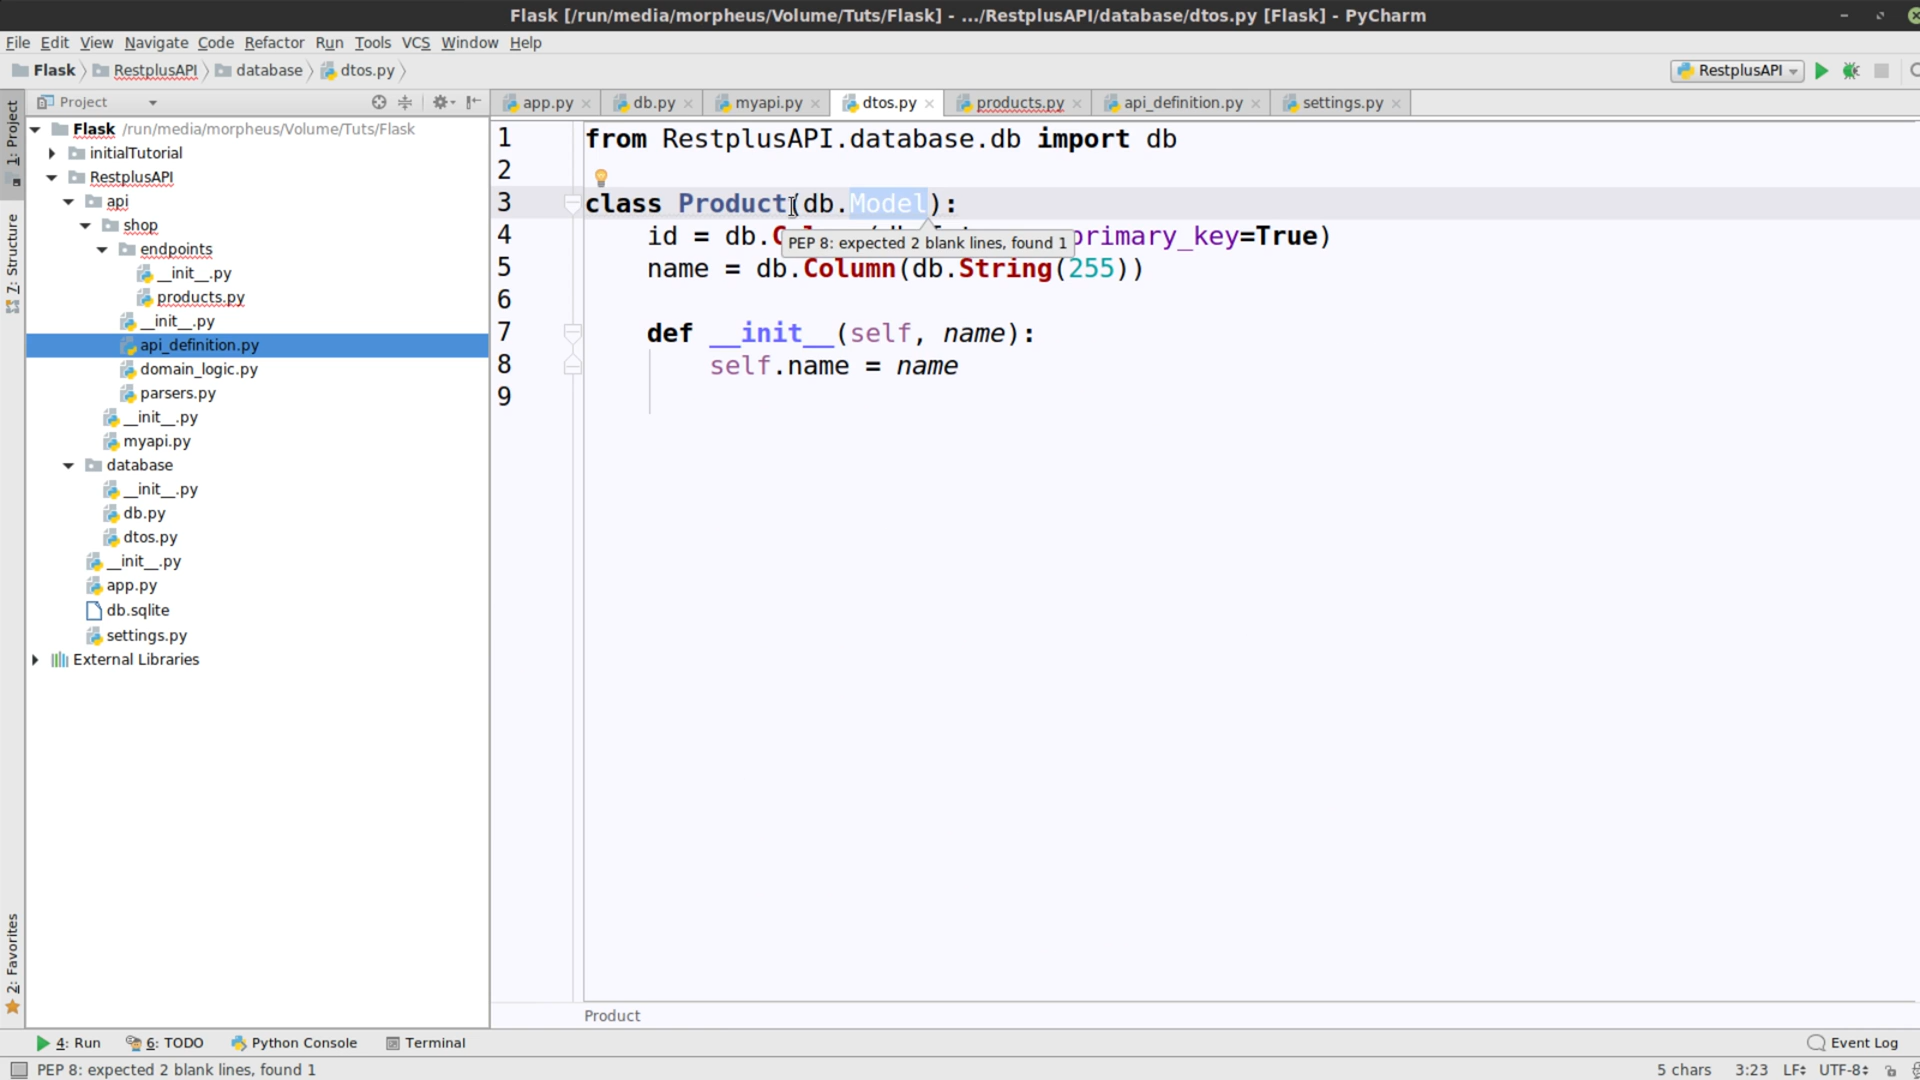 Flask [/run/media/morpheus/Volume/Tuts/Flask] - .../RestplusAPI/database/dtos.py [Flask] - PyCharm
File Edit View Navigate Code Refactor Run Tools VCS Window Help
Flask RestplusAPI database dtos.py
RestplusAPI
Project
app.py db.py myapi.py dtos.py products.py api_definition.py settings.py
1: Project
7: Structure
2: Favorites
Flask /run/media/morpheus/Volume/Tuts/Flask
initialTutorial
RestplusAPI
api
shop
endpoints
__init__.py
products.py
__init__.py
api_definition.py
domain_logic.py
parsers.py
__init__.py
myapi.py
database
__init__.py
db.py
dtos.py
__init__.py
app.py
db.sqlite
settings.py
External Libraries
1 from RestplusAPI.database.db import db
2
3 class Product(db.Model):
4 id = db. primary_key=True)
PEP 8: expected 2 blank lines, found 1
5 name = db.Column(db.String(255))
6
7 def __init__(self, name):
8 self.name = name
9
Product
4: Run 6: TODO Python Console Terminal Event Log
PEP 8: expected 2 blank lines, found 1 5 chars 3:23 LF UTF-8